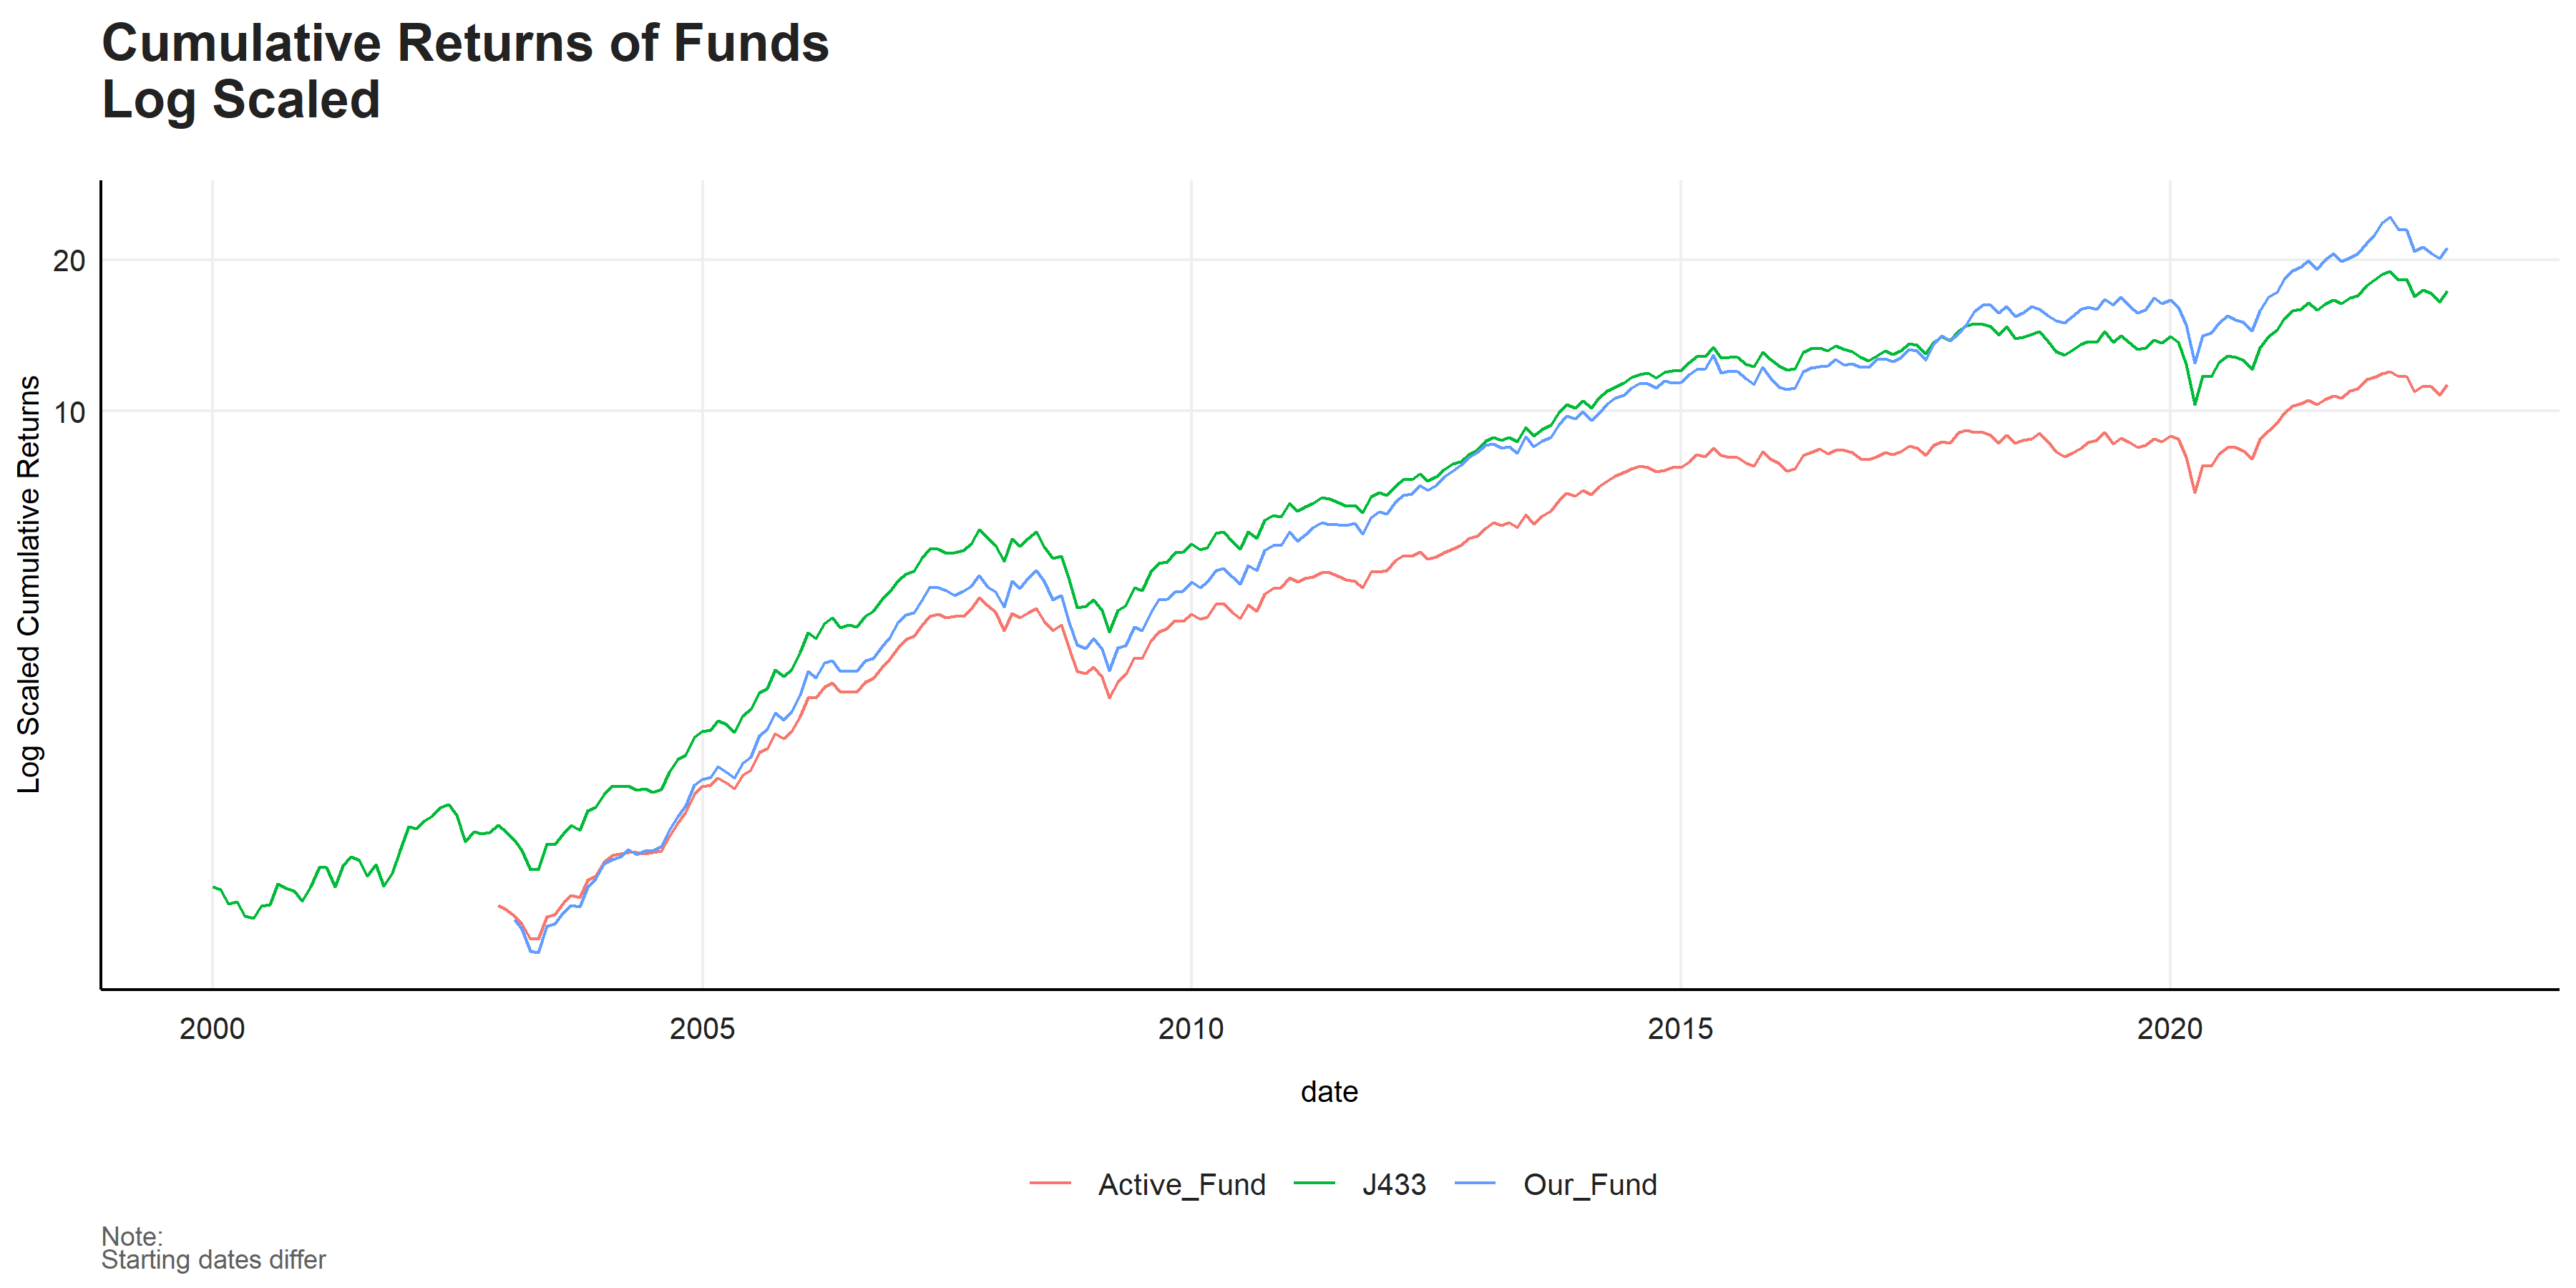 Cumulative Returns of Funds
Log Scaled
Log Scaled Cumulative Returns
20
10
2000 2005 2010 2015 2020
date
Active_Fund J433 Our_Fund
Note:
Starting dates differ